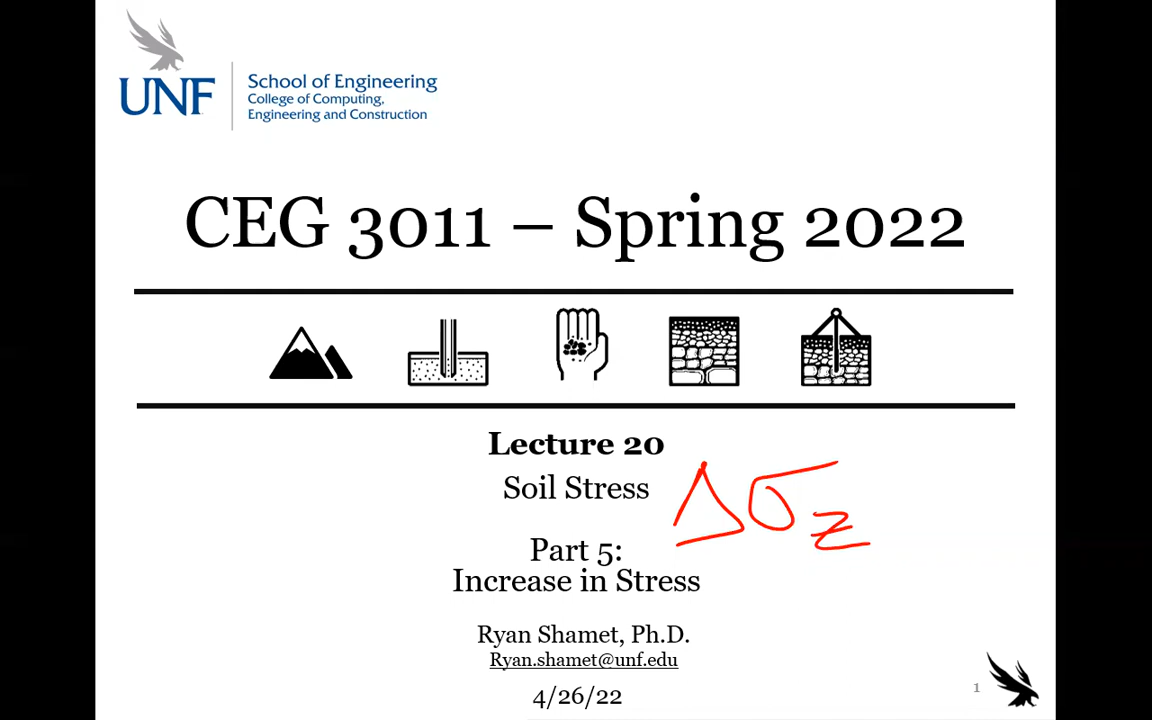 UNF
School of Engineering
College of Computing,
Engineering and Construction
CEG 3011 – Spring 2022
Lecture 20
Soil Stress
Δσz
Part 5:
Increase in Stress
Ryan Shamet, Ph.D.
Ryan.shamet@unf.edu
4/26/22
1